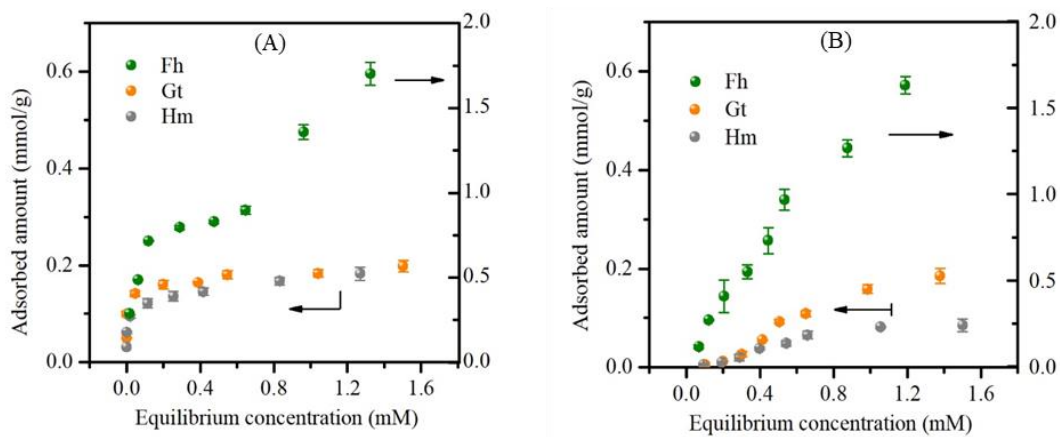 (A)
Fh
Gt
Hm
Adsorbed amount (mmol/g)
0.6
0.4
0.2
0.0
2.0
1.5
1.0
0.5
0.0
0.0 0.4 0.8 1.2 1.6
Equilibrium concentration (mM)
(B)
Fh
Gt
Hm
Adsorbed amount (mmol/g)
0.6
0.4
0.2
0.0
2.0
1.5
1.0
0.5
0.0
0.0 0.4 0.8 1.2 1.6
Equilibrium concentration (mM)